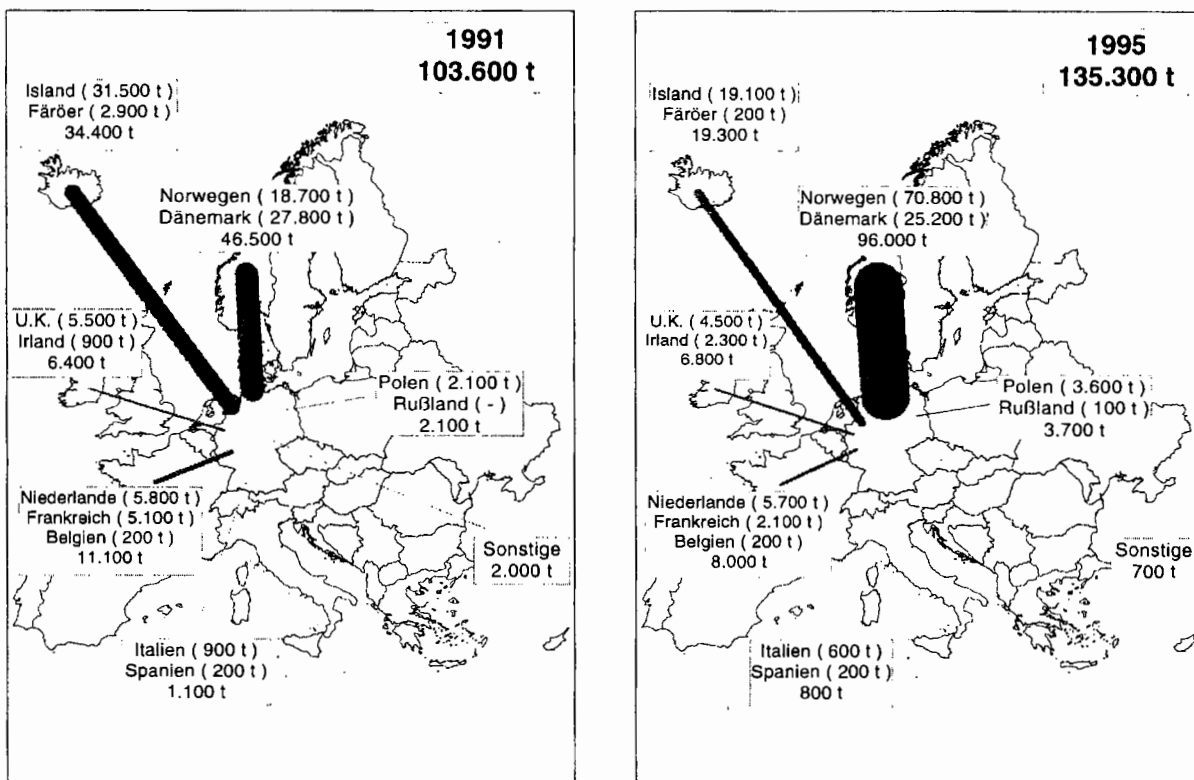 1991
103.600 t
Island ( 31.500 t )
Färöer ( 2.900 t )
34.400 t
Norwegen ( 18.700 t )
Dänemark ( 27.800 t )
46.500 t
U.K. ( 5.500 t )
Irland ( 900 t )
6.400 t
Polen ( 2.100 t )
Rußland ( - )
2.100 t
Niederlande ( 5.800 t )
Frankreich ( 5.100 t )
Belgien ( 200 t )
11.100 t
Sonstige
2.000 t
Italien ( 900 t )
Spanien ( 200 t )
1.100 t
1995
135.300 t
Island ( 19.100 t )
Färöer ( 200 t )
19.300 t
Norwegen ( 70.800 t )
Dänemark ( 25.200 t )
96.000 t
U.K. ( 4.500 t )
Irland ( 2.300 t )
6.800 t
Polen ( 3.600 t )
Rußland ( 100 t )
3.700 t
Niederlande ( 5.700 t )
Frankreich ( 2.100 t )
Belgien ( 200 t )
8.000 t
Sonstige
700 t
Italien ( 600 t )
Spanien ( 200 t )
800 t